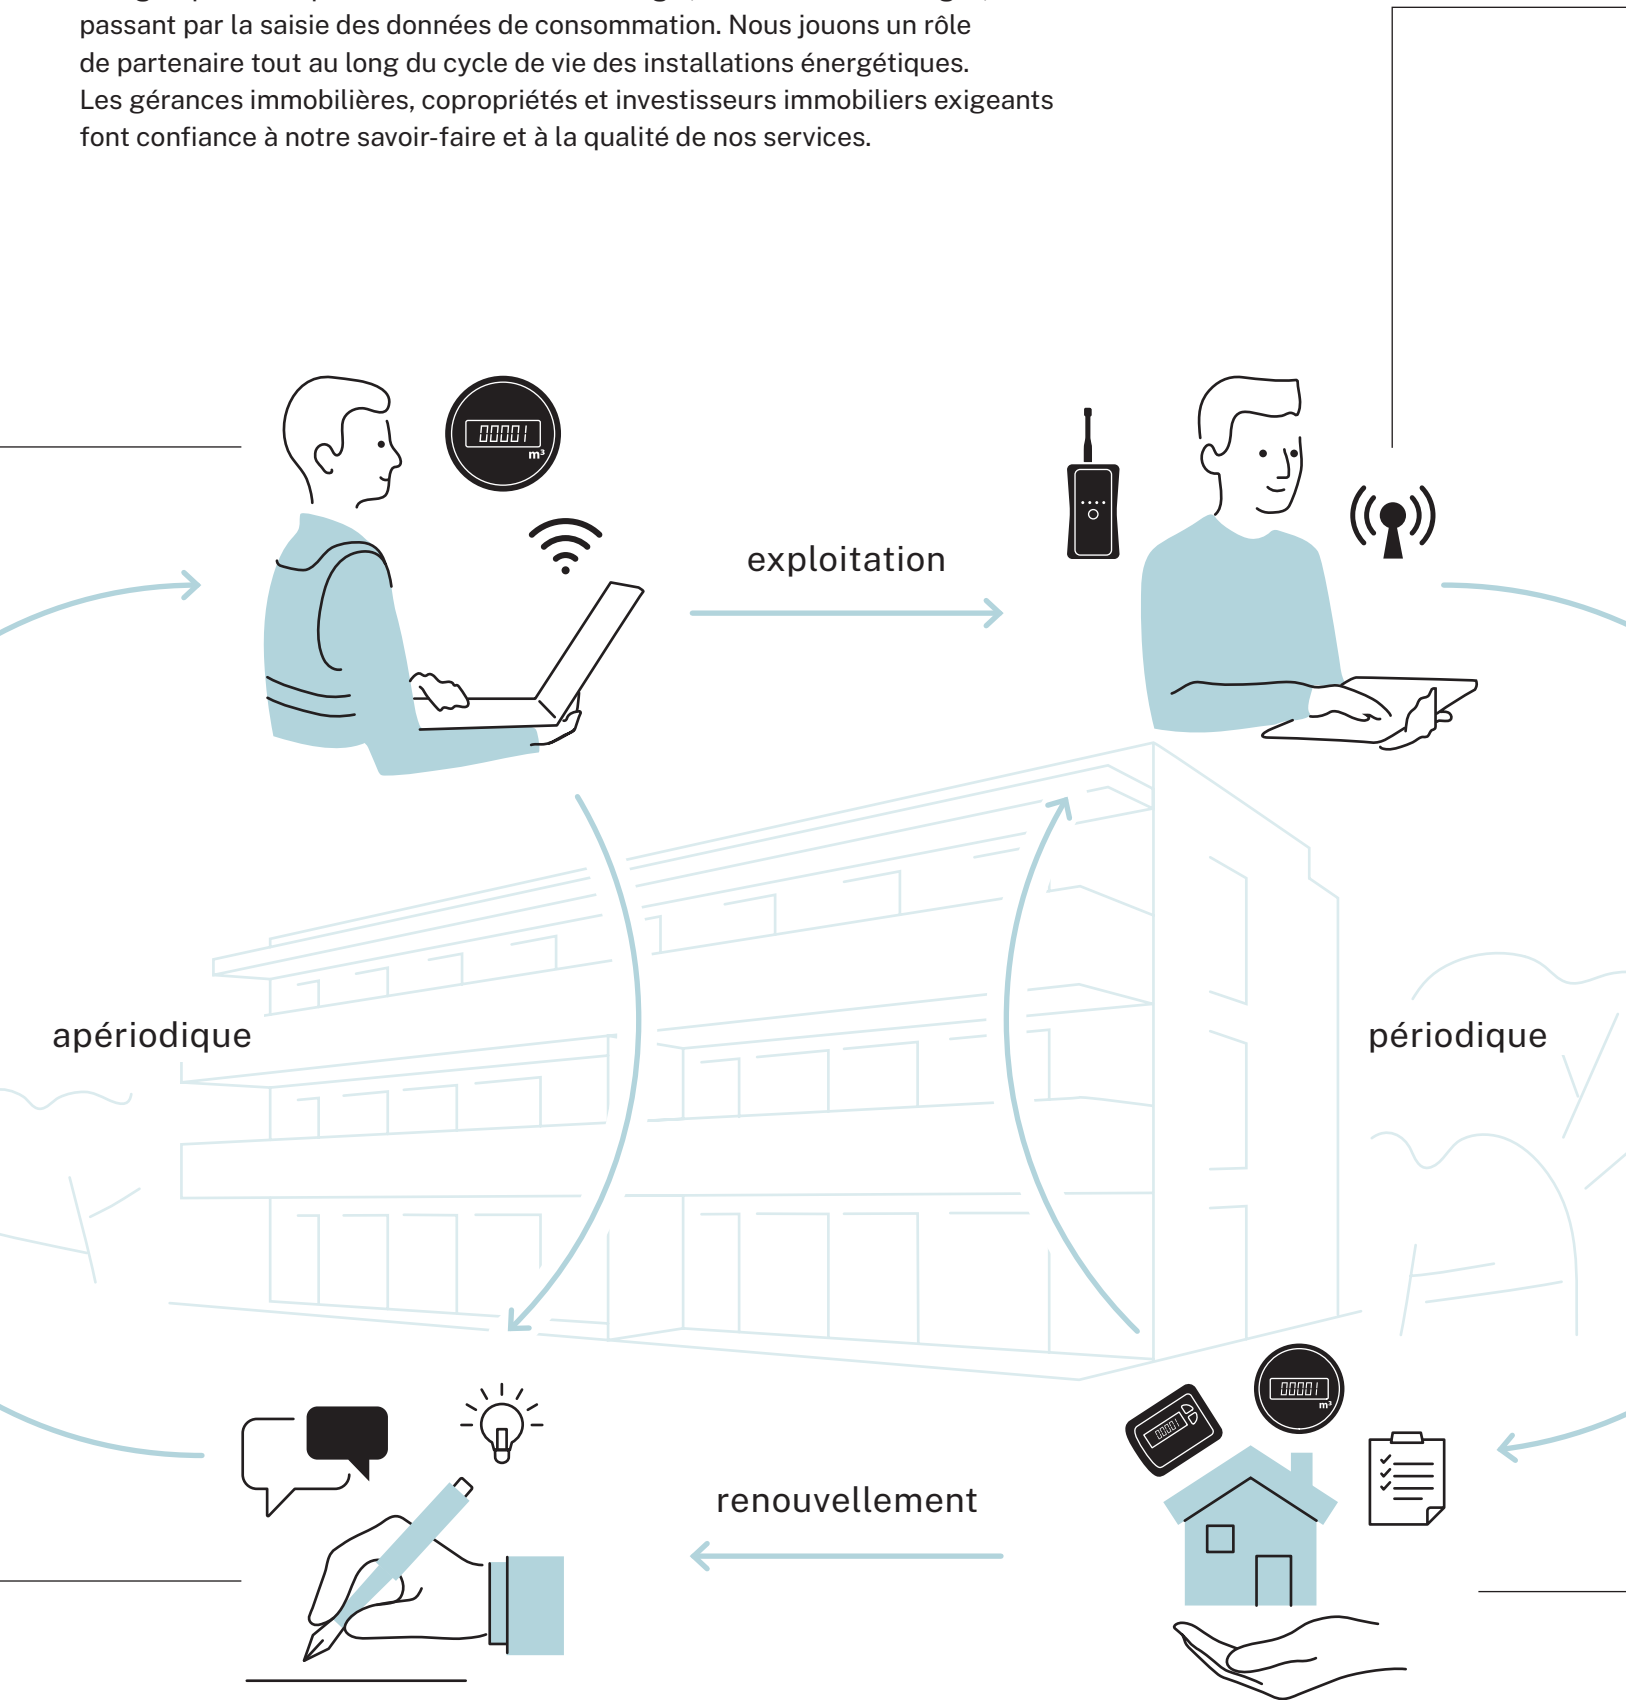 passant par la saisie des données de consommation. Nous jouons un rôle
de partenaire tout au long du cycle de vie des installations énergétiques.
Les gérances immobilières, copropriétés et investisseurs immobiliers exigeants
font confiance à notre savoir-faire et à la qualité de nos services.
00001
m³
exploitation
apériodique
périodique
00001
m³
00001
renouvellement